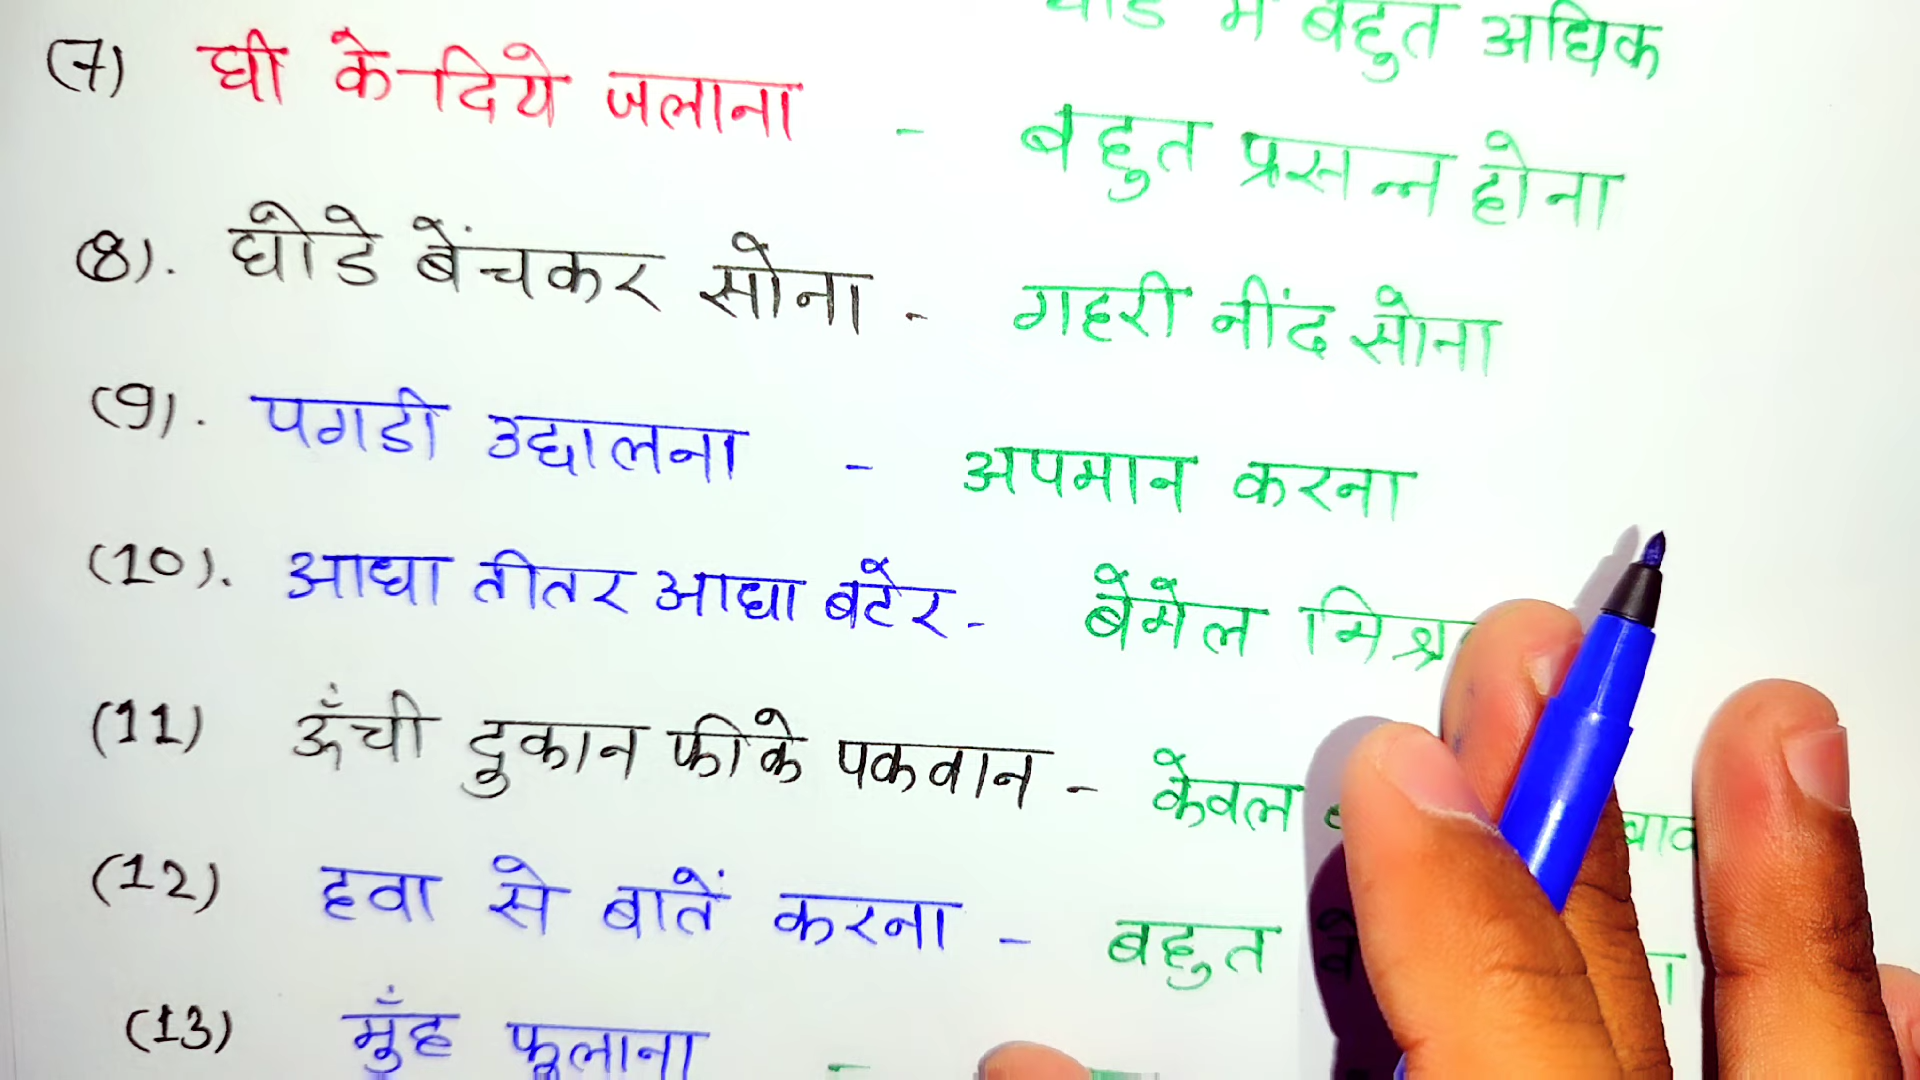 में बहुत अधिक
(7) घी के दिये जलाना - बहुत प्रसन्न होना
(8). घोडे बेंचकर सोना - गहरी नींद सोना
(9). पगडी उछालना - अपमान करना
(10). आधा तीतर आधा बटेर - बेमेल
(11) ऊँची दुकान फीके पकवान - केवल
(12) हवा से बातें करना - बहुत
(13) मुँह फूलाना -